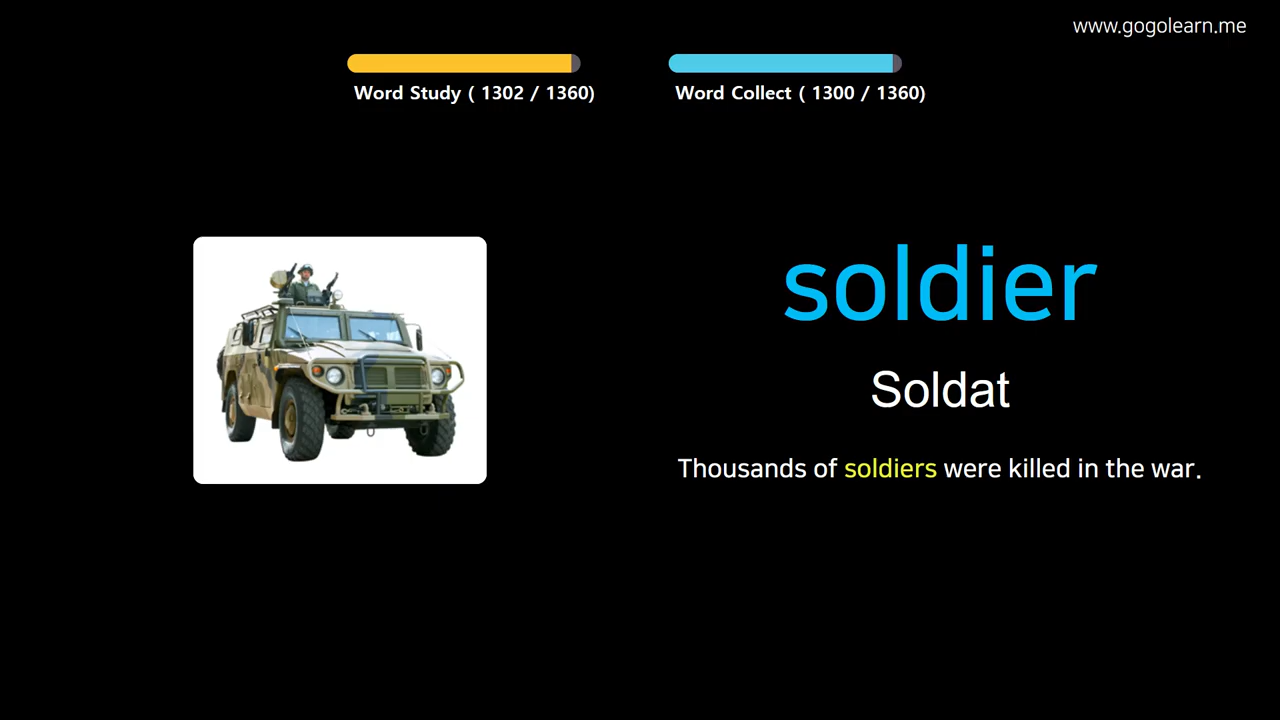 www.gogolearn.me
Word Study ( 1302 / 1360)
Word Collect ( 1300 / 1360)
soldier
Soldat
Thousands of soldiers were killed in the war.